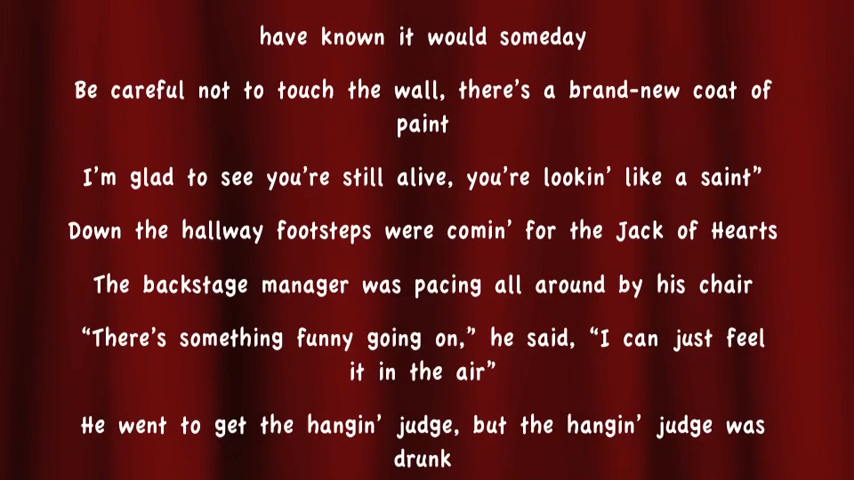 have known it would someday
Be careful not to touch the wall, there’s a brand-new coat of
paint
I’m glad to see you’re still alive, you’re lookin’ like a saint”
Down the hallway footsteps were comin’ for the Jack of Hearts
The backstage manager was pacing all around by his chair
“There’s something funny going on,” he said, “I can just feel
it in the air”
He went to get the hangin’ judge, but the hangin’ judge was
drunk